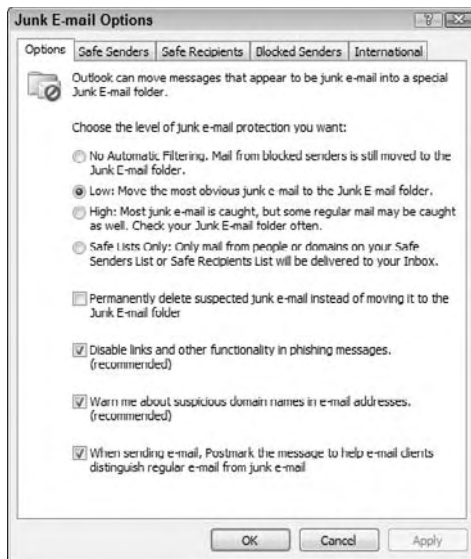 Junk E-mail Options
Options
Safe Senders
Safe Recipients
Blocked Senders
International
Outlook can move messages that appear to be junk e-mail into a special
Junk E-mail folder.
Choose the level of junk e-mail protection you want:
No Automatic Filtering. Mail from blocked senders is still moved to the
Junk E-mail folder.
Low: Move the most obvious junk e-mail to the Junk E-mail folder.
High: Most junk e-mail is caught, but some regular mail may be caught
as well. Check your Junk E-mail folder often.
Safe Lists Only: Only mail from people or domains on your Safe
Senders List or Safe Recipients List will be delivered to your Inbox.
Permanently delete suspected junk e-mail instead of moving it to the
Junk E-mail folder
Disable links and other functionality in phishing messages.
(recommended)
Warn me about suspicious domain names in e-mail addresses.
(recommended)
When sending e-mail, Postmark the message to help e-mail clients
distinguish regular e-mail from junk e-mail
OK
Cancel
Apply